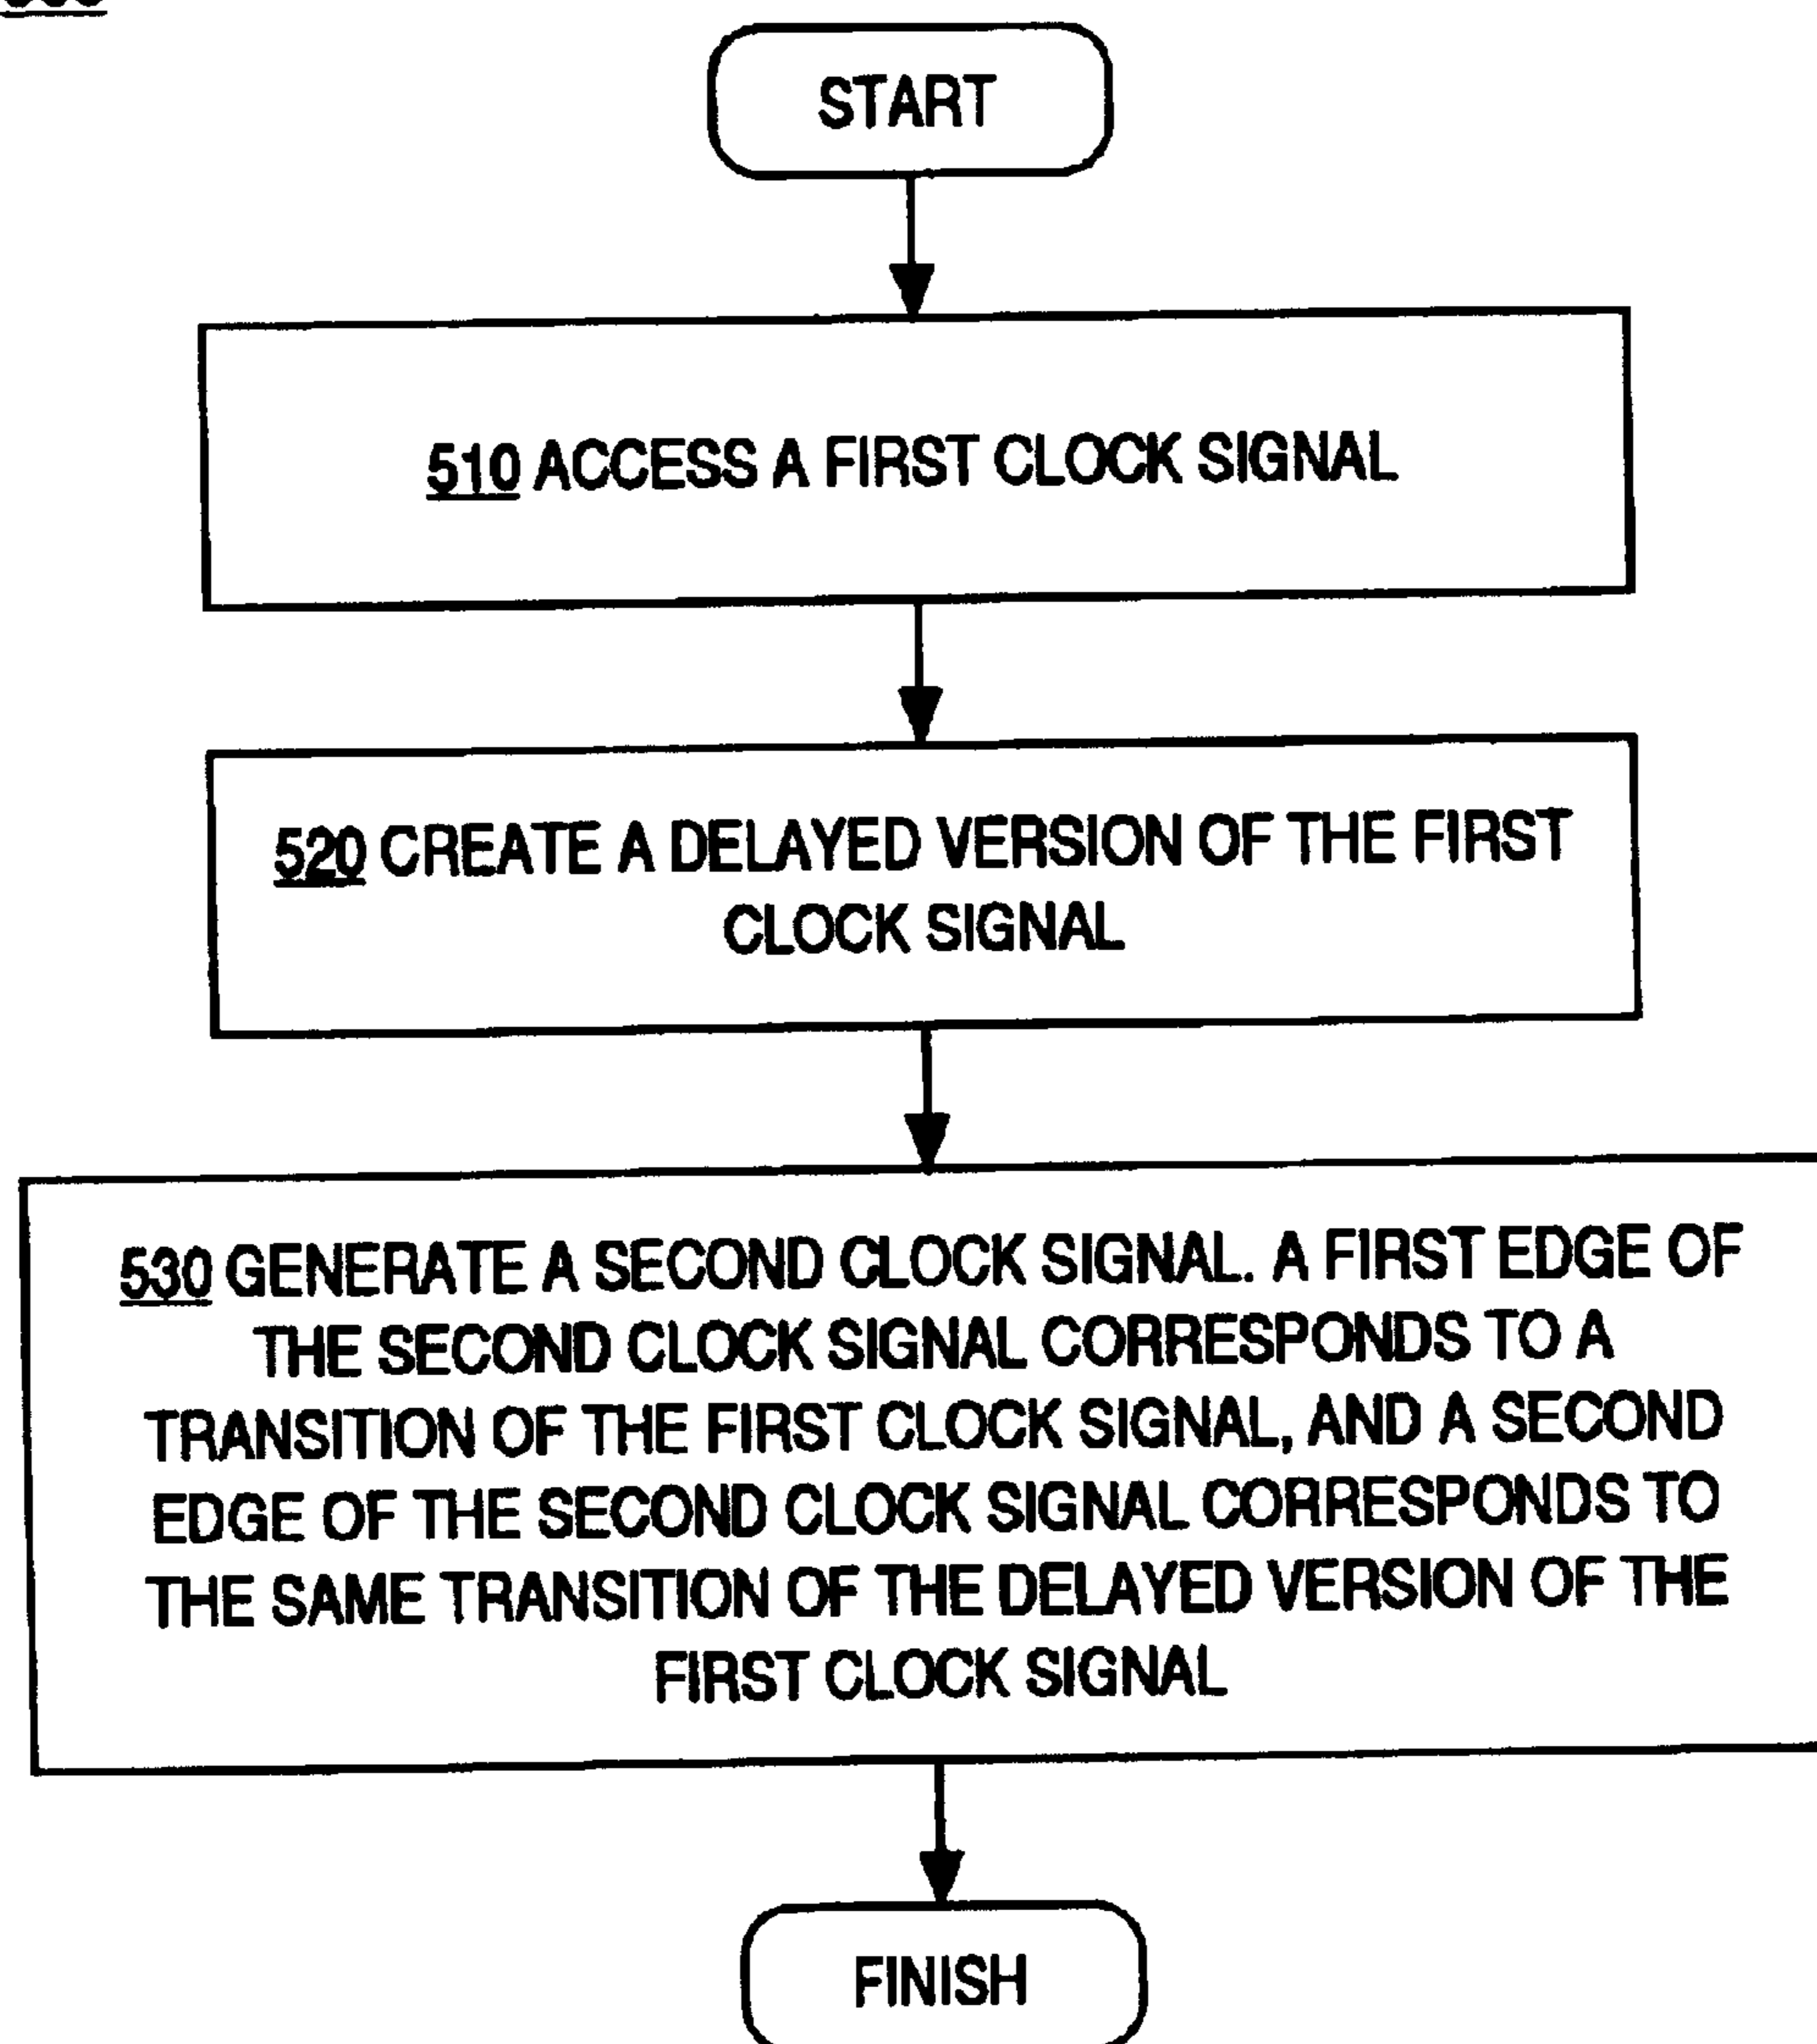 START
510 ACCESS A FIRST CLOCK SIGNAL
520 CREATE A DELAYED VERSION OF THE FIRST
CLOCK SIGNAL
530 GENERATE A SECOND CLOCK SIGNAL. A FIRST EDGE OF
THE SECOND CLOCK SIGNAL CORRESPONDS TO A
TRANSITION OF THE FIRST CLOCK SIGNAL, AND A SECOND
EDGE OF THE SECOND CLOCK SIGNAL CORRESPONDS TO
THE SAME TRANSITION OF THE DELAYED VERSION OF THE
FIRST CLOCK SIGNAL
FINISH